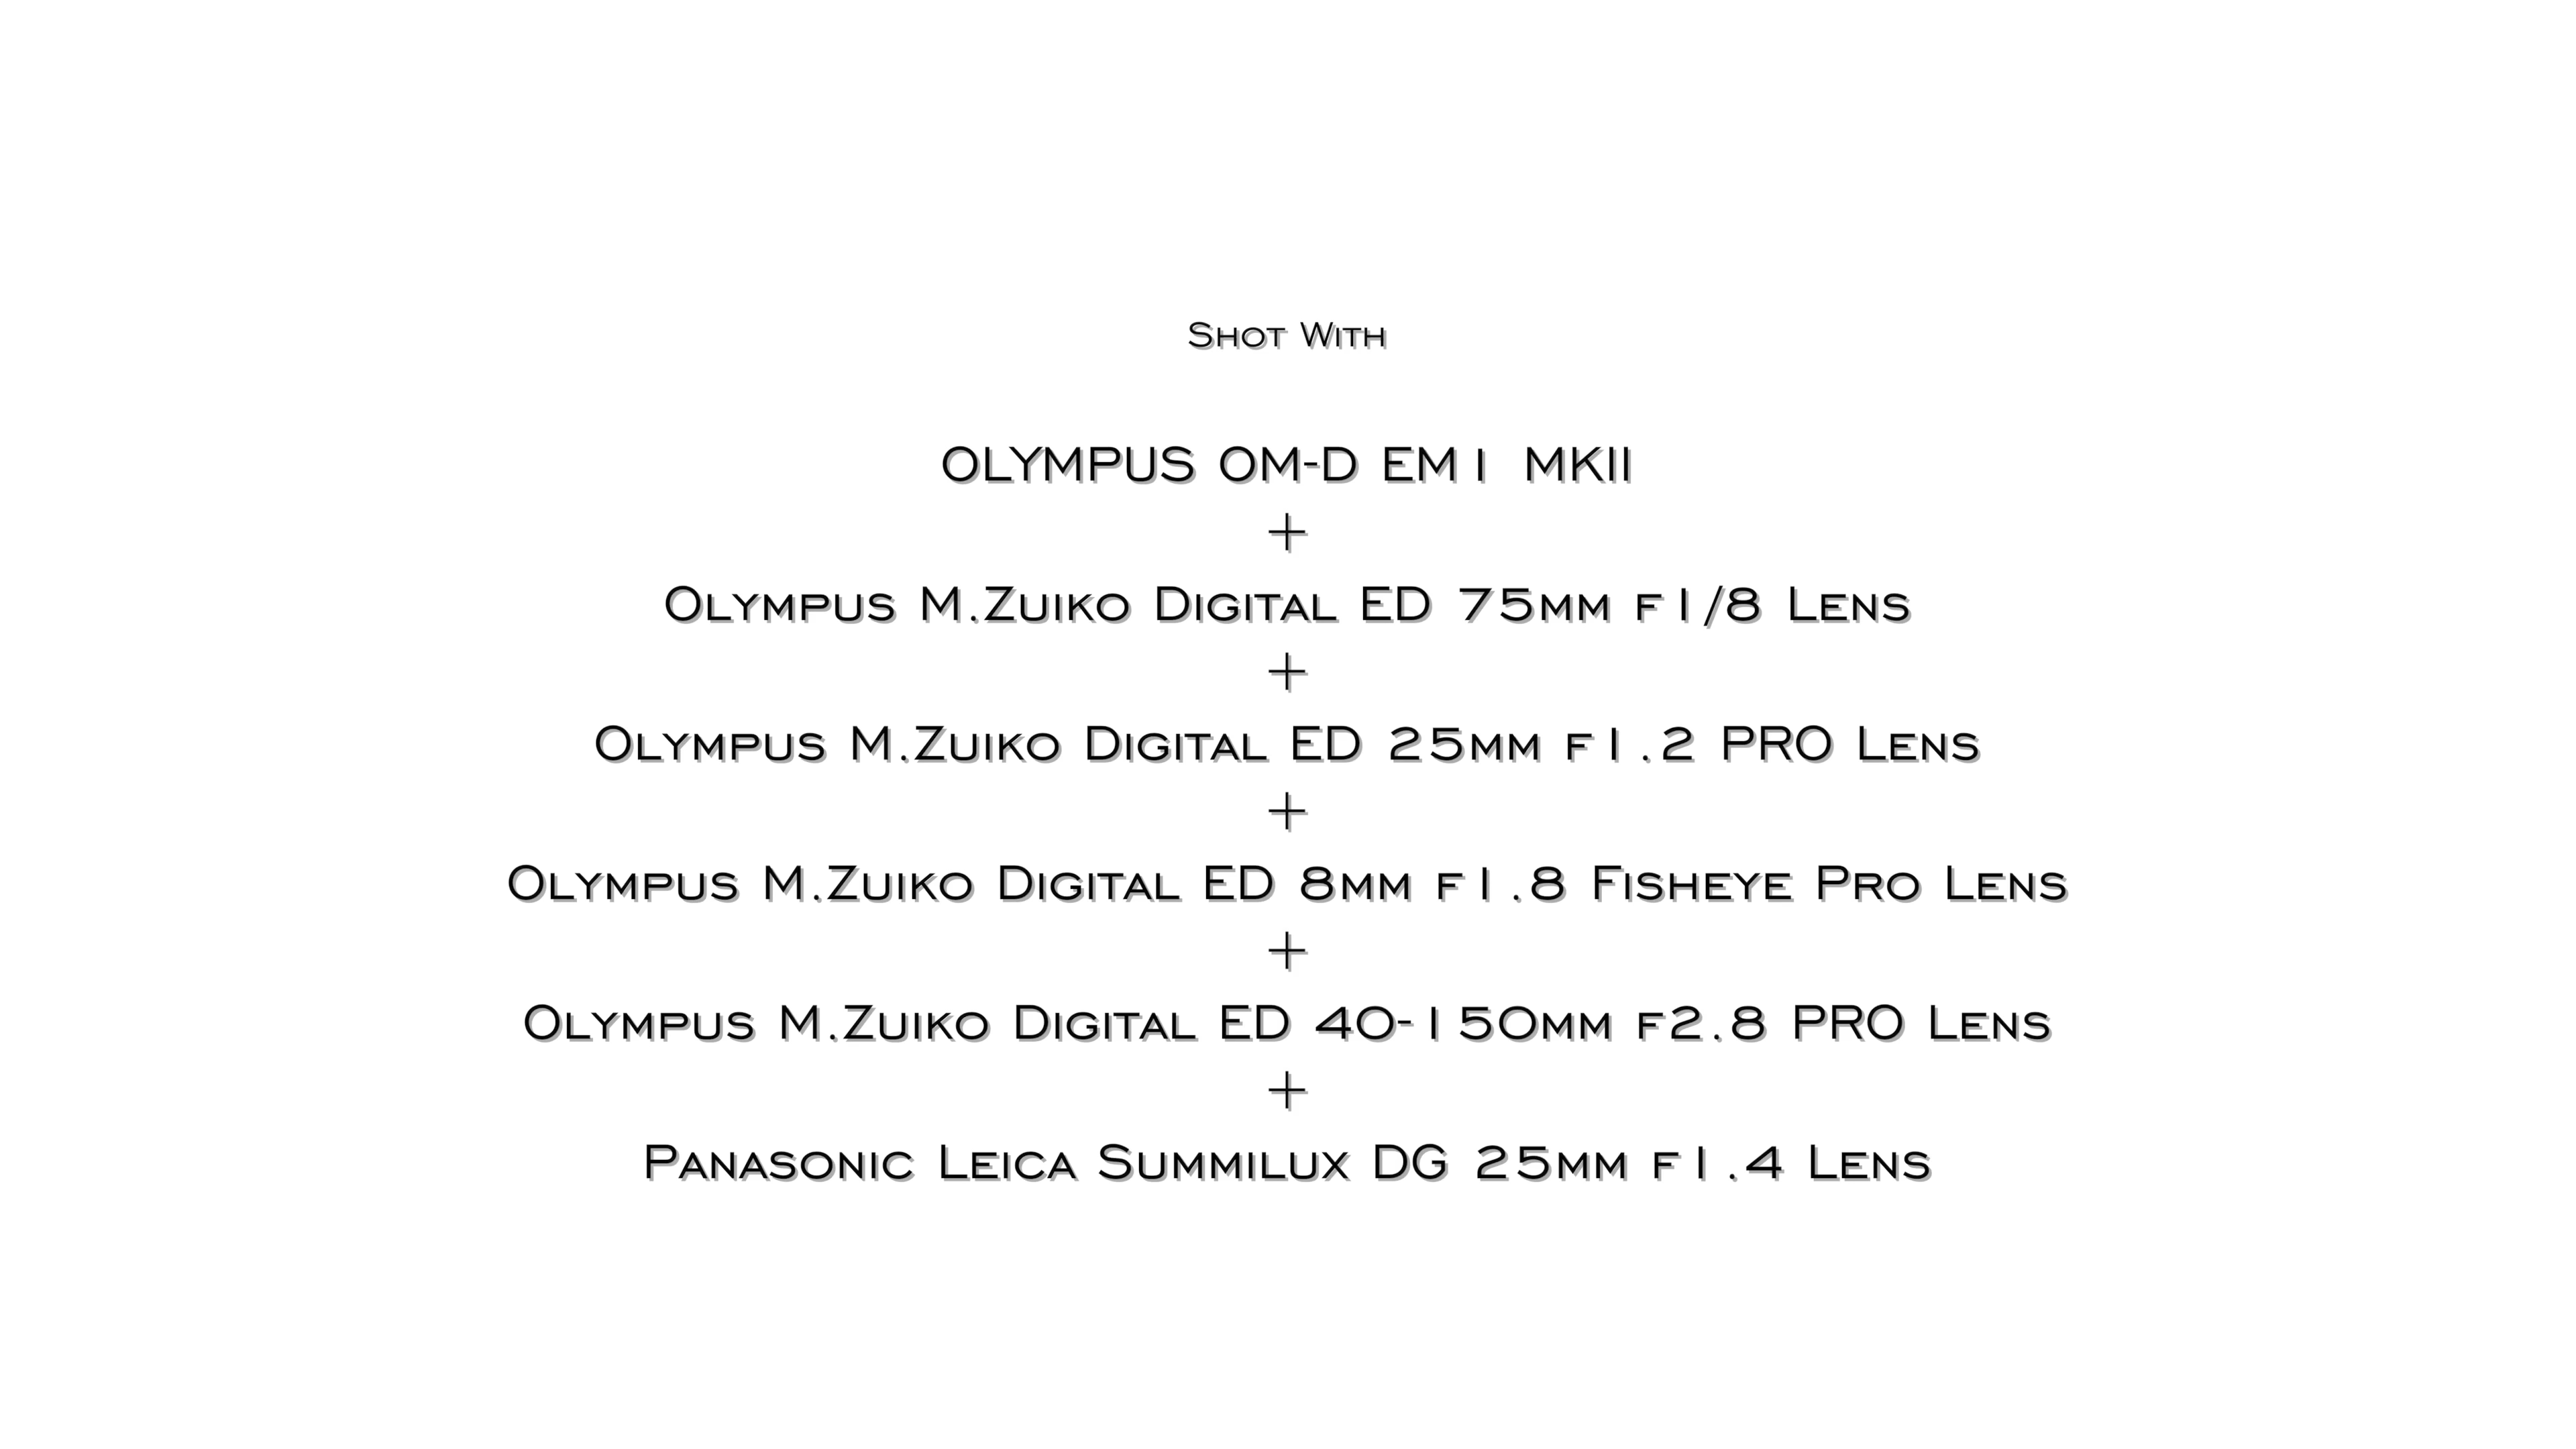 Shot With
OLYMPUS OM-D EM1 MKII
+
Olympus M.Zuiko Digital ED 75mm f1/8 Lens
+
Olympus M.Zuiko Digital ED 25mm f1.2 PRO Lens
+
Olympus M.Zuiko Digital ED 8mm f1.8 Fisheye Pro Lens
+
Olympus M.Zuiko Digital ED 40-150mm f2.8 PRO Lens
+
Panasonic Leica Summilux DG 25mm f1.4 Lens